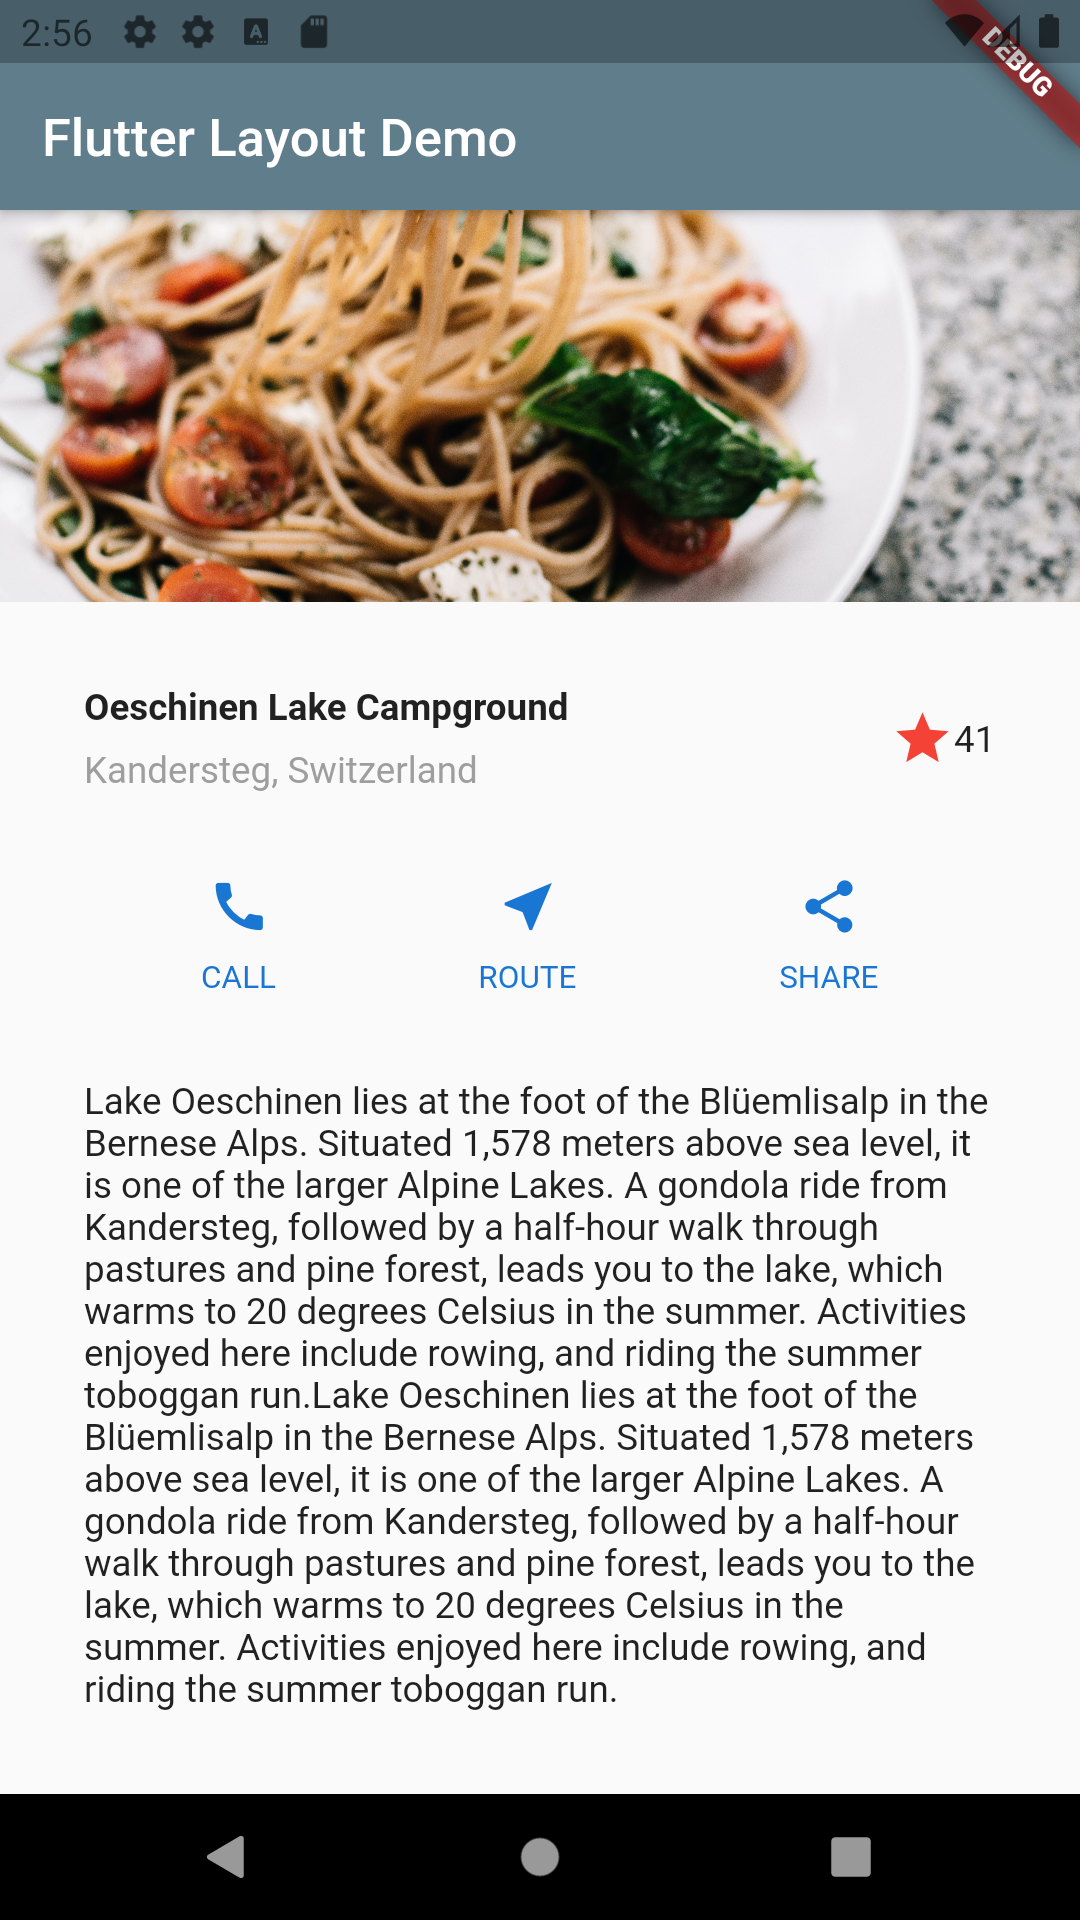 2:56
A
DEBUG
Flutter Layout Demo
Oeschinen Lake Campground
Kandersteg, Switzerland
41
CALL
ROUTE
SHARE
Lake Oeschinen lies at the foot of the Blüemlisalp in the
Bernese Alps. Situated 1,578 meters above sea level, it
is one of the larger Alpine Lakes. A gondola ride from
Kandersteg, followed by a half-hour walk through
pastures and pine forest, leads you to the lake, which
warms to 20 degrees Celsius in the summer. Activities
enjoyed here include rowing, and riding the summer
toboggan run.Lake Oeschinen lies at the foot of the
Blüemlisalp in the Bernese Alps. Situated 1,578 meters
above sea level, it is one of the larger Alpine Lakes. A
gondola ride from Kandersteg, followed by a half-hour
walk through pastures and pine forest, leads you to the
lake, which warms to 20 degrees Celsius in the
summer. Activities enjoyed here include rowing, and
riding the summer toboggan run.